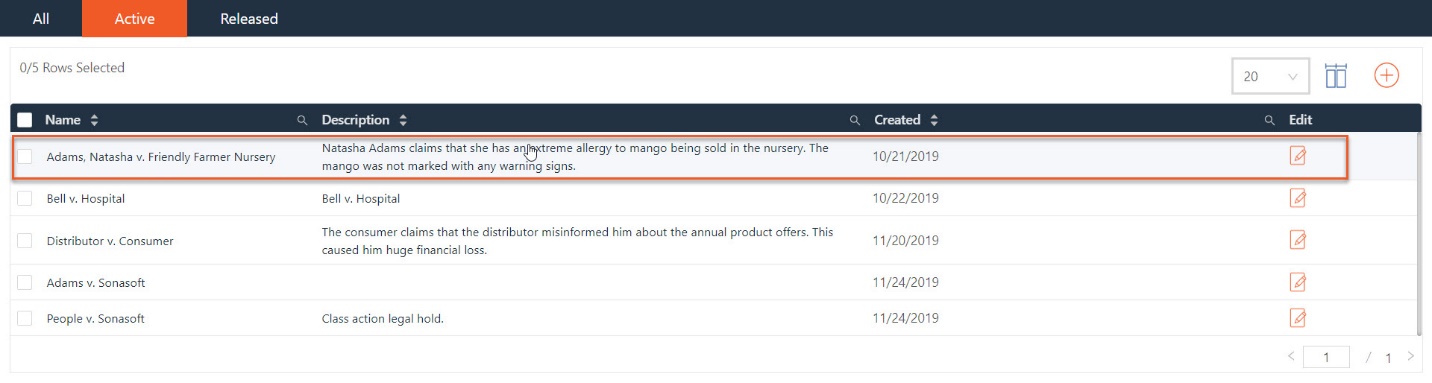 All Active Released
0/5 Rows Selected
20
Name Description Created Edit
Adams, Natasha v. Friendly Farmer Nursery Natasha Adams claims that she has an extreme allergy to mango being sold in the nursery. The 10/21/2019
mango was not marked with any warning signs.
Bell v. Hospital Bell v. Hospital 10/22/2019
Distributor v. Consumer The consumer claims that the distributor misinformed him about the annual product offers. This 11/20/2019
caused him huge financial loss.
Adams v. Sonasoft 11/24/2019
People v. Sonasoft Class action legal hold. 11/24/2019
1 / 1